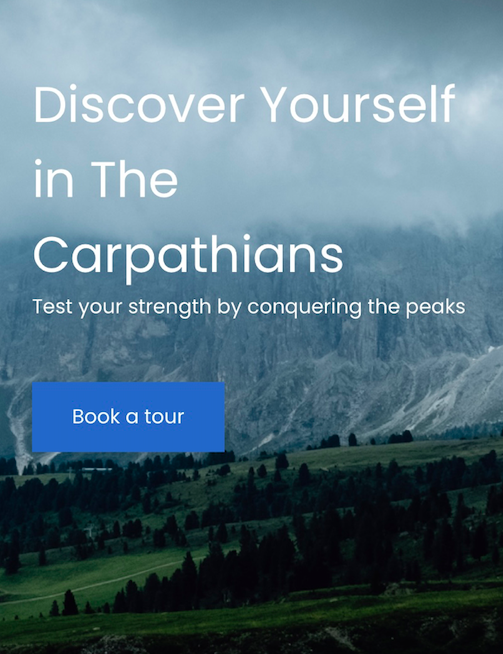 Discover Yourself
in The
Carpathians
Test your strength by conquering the peaks
Book a tour